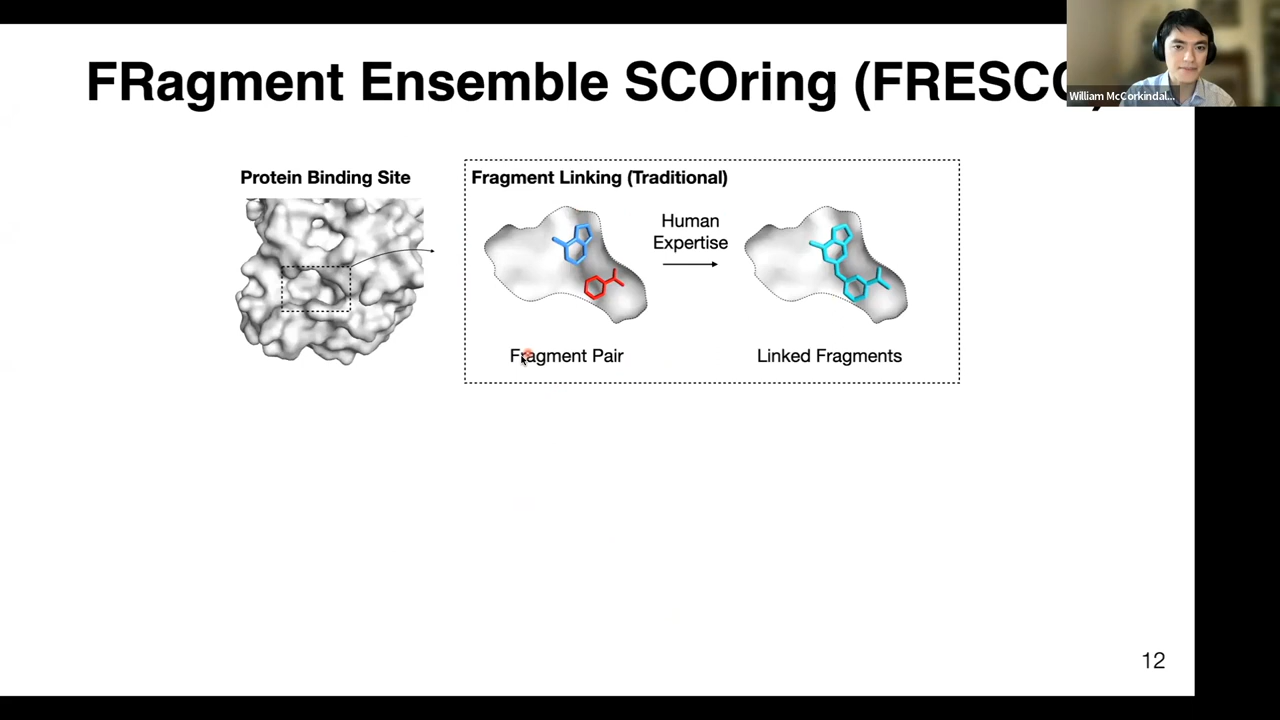 FRagment Ensemble SCOring (FRESCO)
William McCorkindal...
Protein Binding Site
Fragment Linking (Traditional)
Human
Expertise
Fragment Pair
Linked Fragments
12